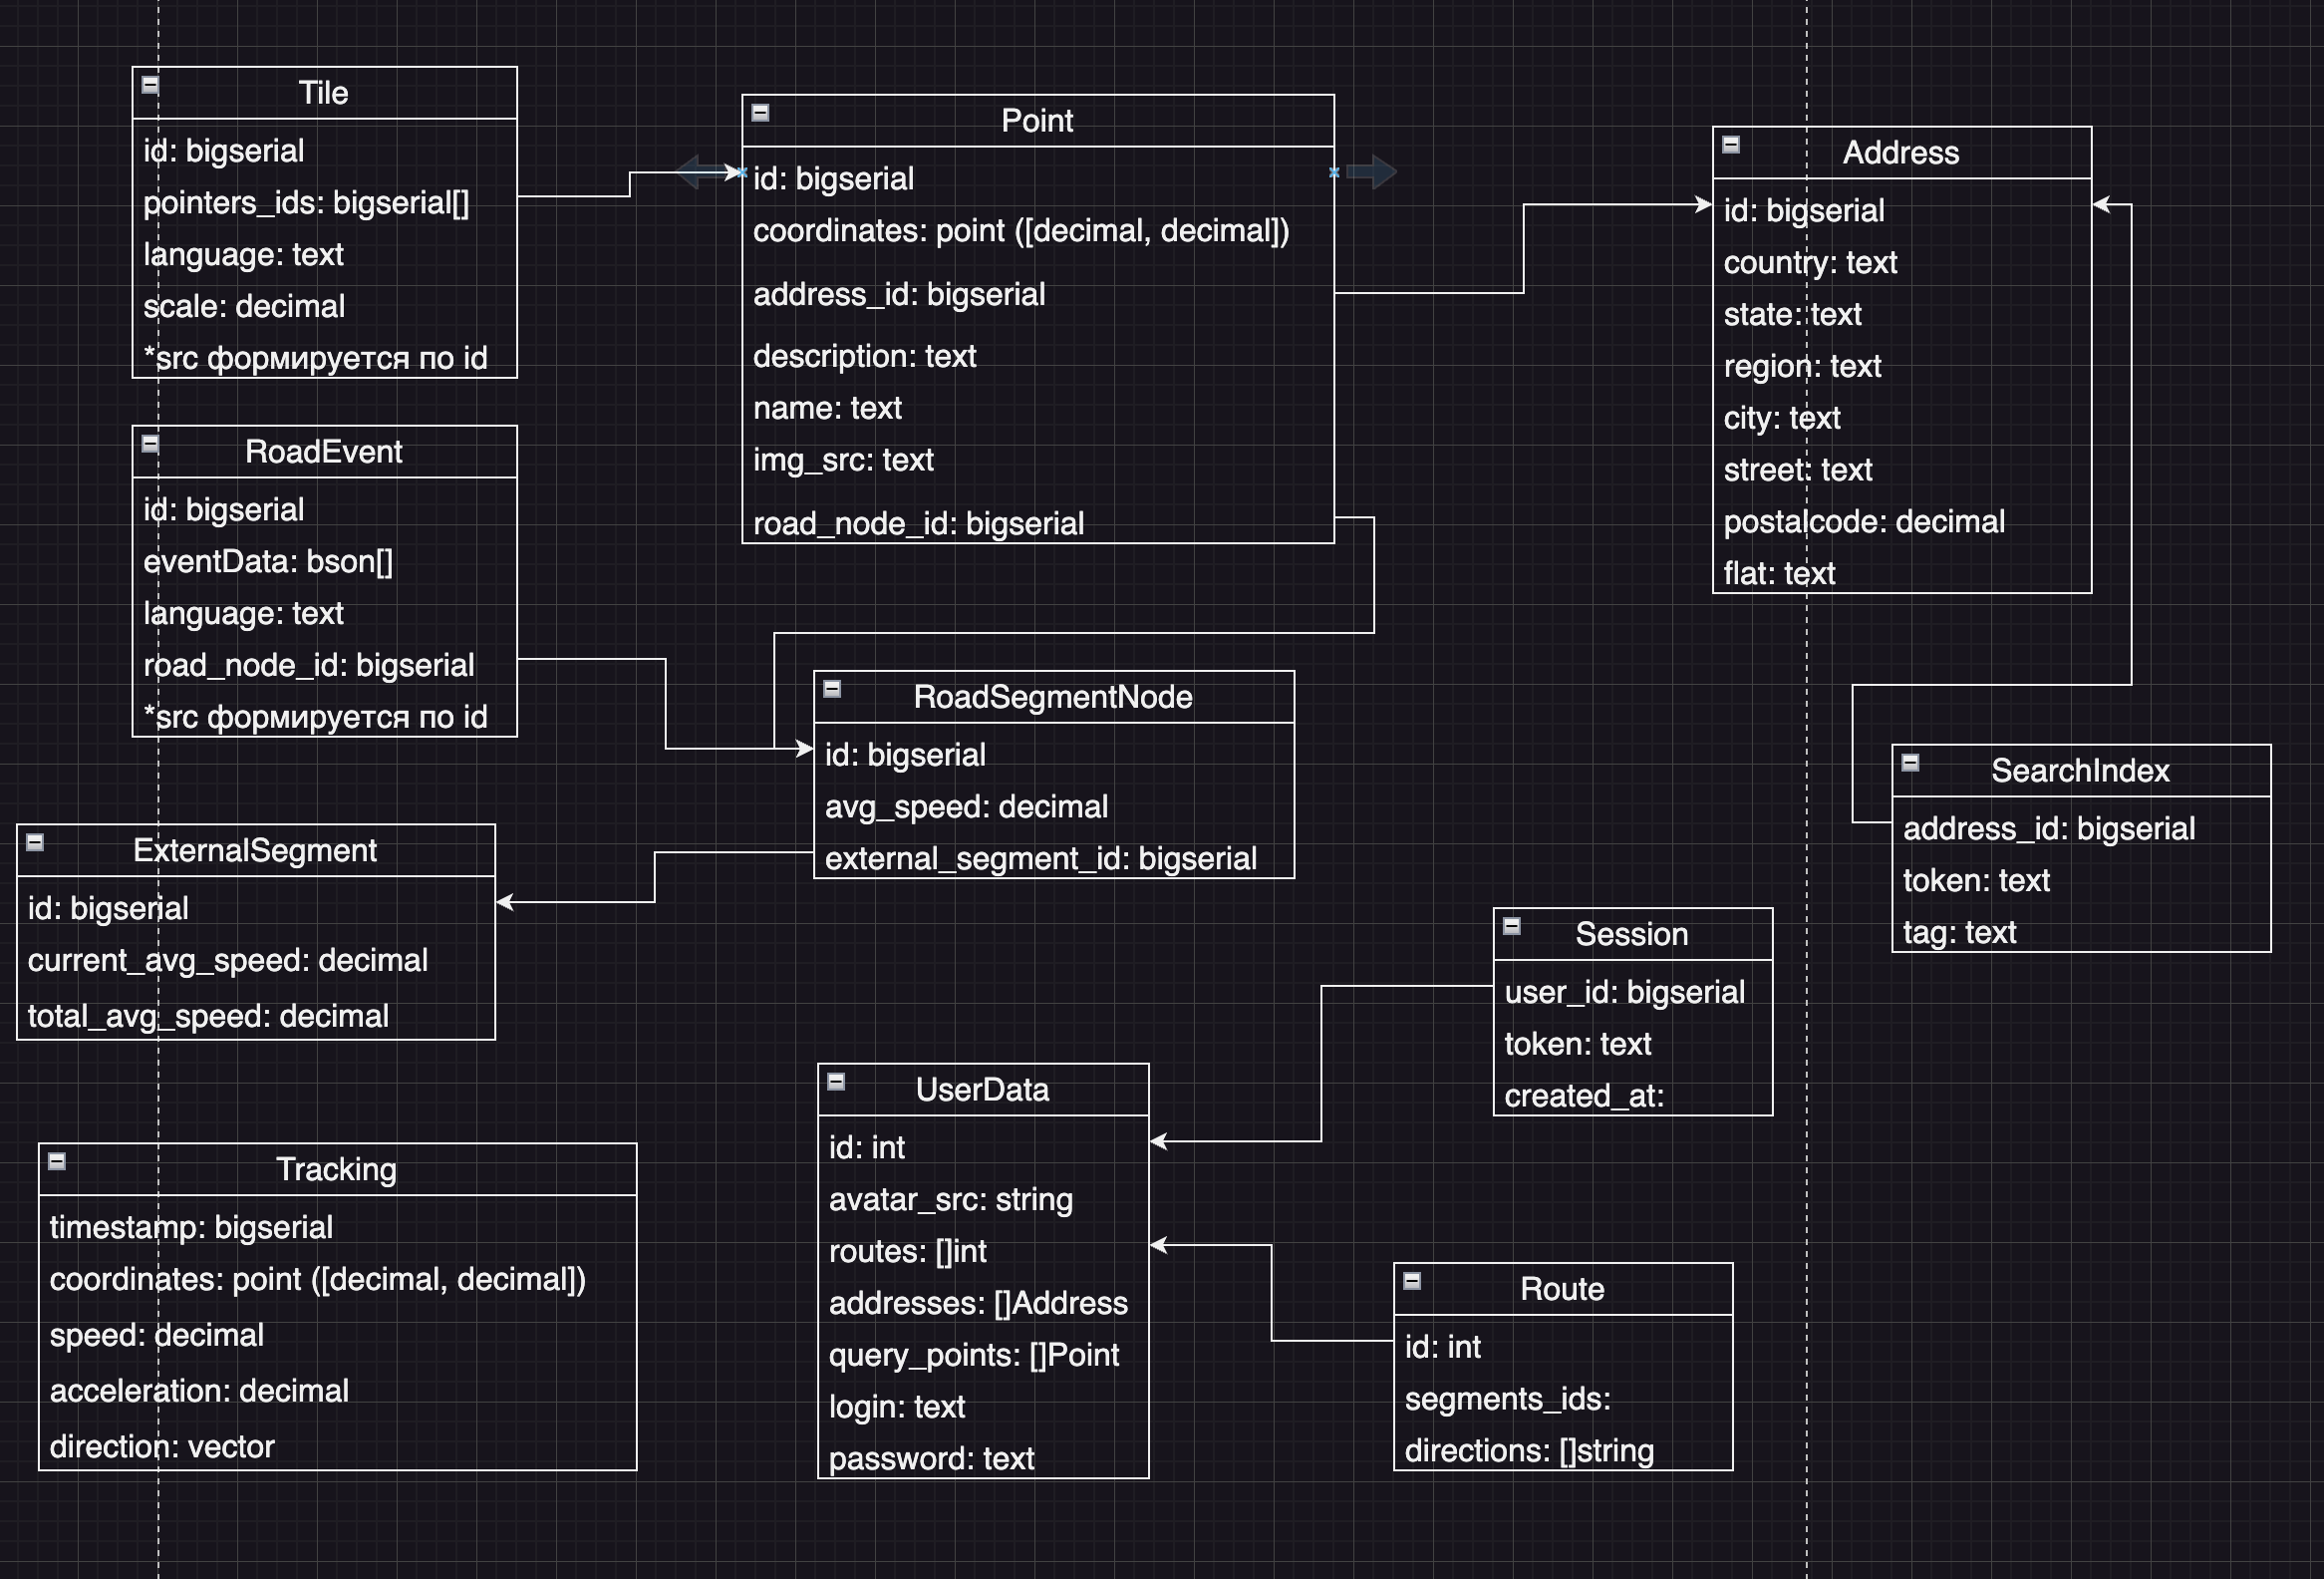 Tile
id: bigserial
pointers_ids: bigserial[]
language: text
scale: decimal
*src формируется по id
Point
id: bigserial
coordinates: point ([decimal, decimal])
address_id: bigserial
description: text
name: text
img_src: text
road_node_id: bigserial
Address
id: bigserial
country: text
state: text
region: text
city: text
street: text
postalcode: decimal
flat: text
RoadEvent
id: bigserial
eventData: bson[]
language: text
road_node_id: bigserial
*src формируется по id
RoadSegmentNode
id: bigserial
avg_speed: decimal
external_segment_id: bigserial
SearchIndex
address_id: bigserial
token: text
tag: text
ExternalSegment
id: bigserial
current_avg_speed: decimal
total_avg_speed: decimal
Session
user_id: bigserial
token: text
created_at:
UserData
id: int
avatar_src: string
routes: []int
addresses: []Address
query_points: []Point
login: text
password: text
Tracking
timestamp: bigserial
coordinates: point ([decimal, decimal])
speed: decimal
acceleration: decimal
direction: vector
Route
id: int
segments_ids:
directions: []string